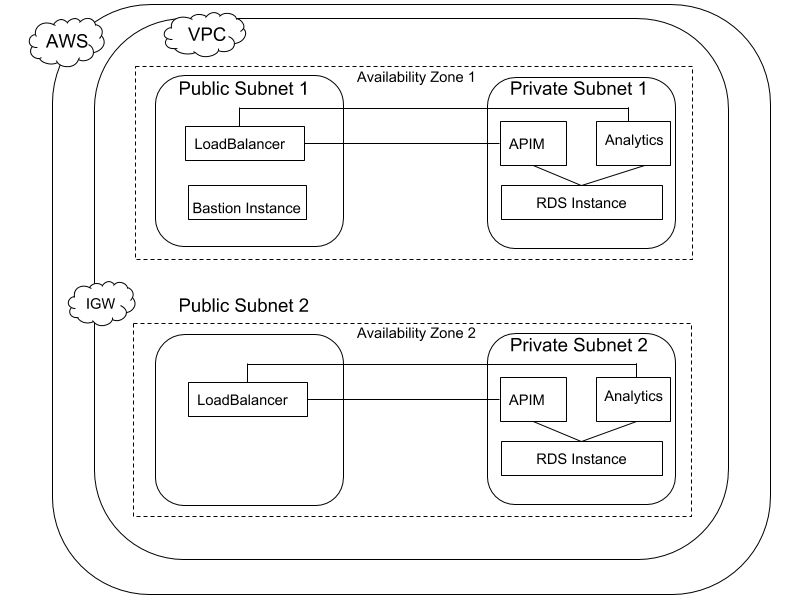 AWS
VPC
Availability Zone 1
Public Subnet 1
Private Subnet 1
LoadBalancer
APIM
Analytics
Bastion Instance
RDS Instance
IGW
Public Subnet 2
Availability Zone 2
Private Subnet 2
LoadBalancer
APIM
Analytics
RDS Instance